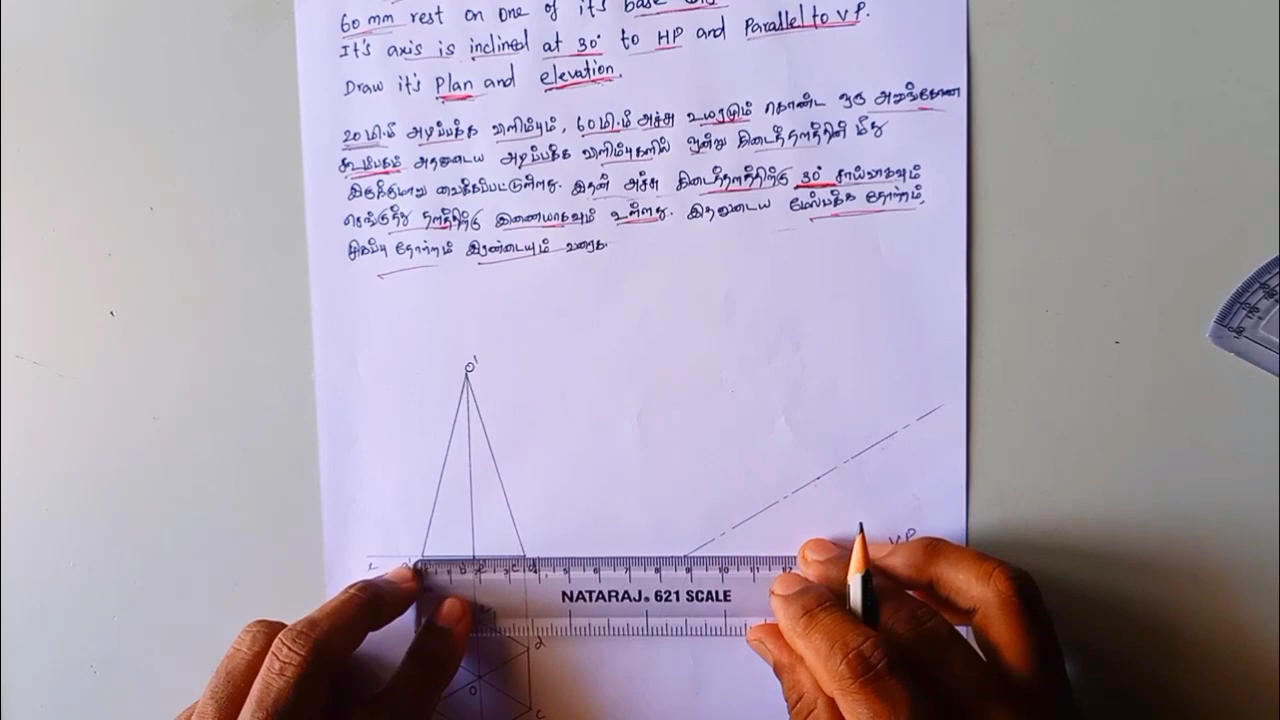 60 mm rest on one of it's base
It's axis is inclined at 30° to HP and Parallel to VP.
Draw it's Plan and elevation.
20 மி.மீ அடிப்பக்க விளிம்பும், 60 மி.மீ அச்சு உயரமும் கொண்ட ஒரு அறுங்கோண
கூம்பகம் அதனுடைய அடிப்பக்க விளிம்புகளில் ஒன்று கிடைத்தளத்தின் மீது
இருக்குமாறு வைக்கப்பட்டுள்ளது. இதன் அச்சு கிடைத்தளத்திற்கு 30° சாய்வாகவும்
செங்குத்து தளத்திற்கு இணையாகவும் உள்ளது. இதனுடைய மேல்பக்க தோற்றம்,
முகப்பு தோற்றம் இரண்டையும் வரைக.
O'
VP
NATARAJ 621 SCALE
d
O
c